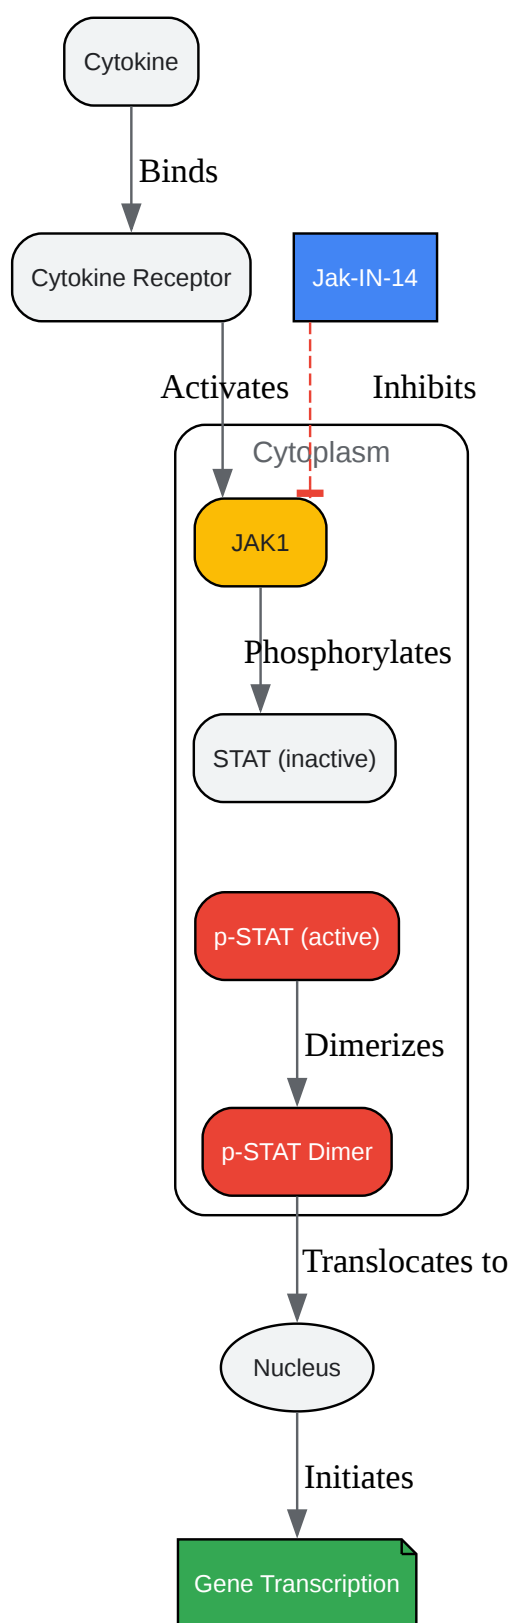 Cytokine
Binds
Cytokine Receptor
Jak-IN-14
Activates
Inhibits
Cytoplasm
JAK1
Phosphorylates
STAT (inactive)
p-STAT (active)
Dimerizes
p-STAT Dimer
Translocates to
Nucleus
Initiates
Gene Transcription